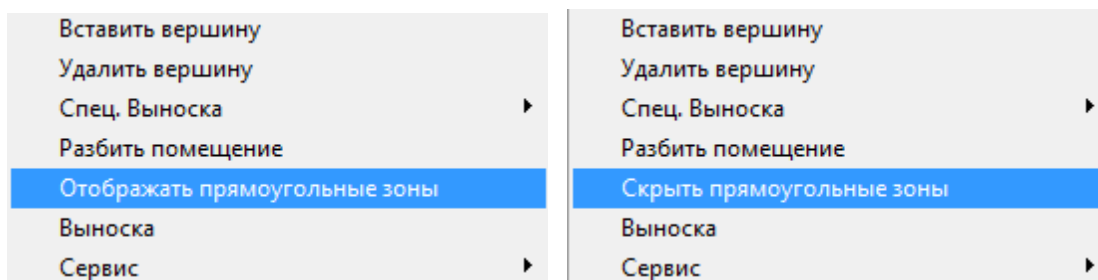 Вставить вершину
Удалить вершину
Спец. Выноска
Разбить помещение
Отображать прямоугольные зоны
Выноска
Сервис
Вставить вершину
Удалить вершину
Спец. Выноска
Разбить помещение
Скрыть прямоугольные зоны
Выноска
Сервис